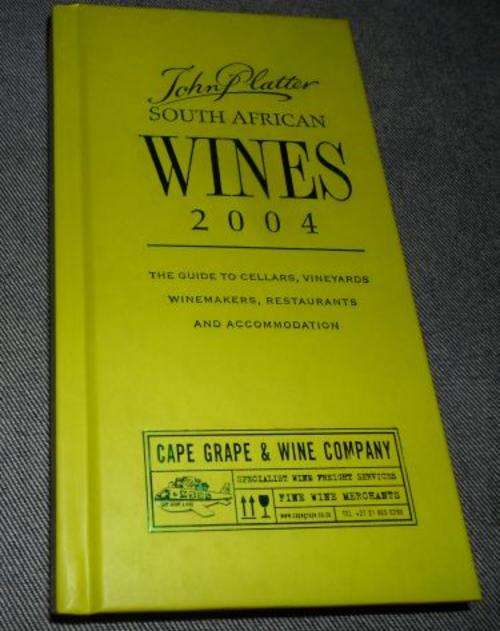 John Platter
SOUTH AFRICAN
WINES
2004
THE GUIDE TO CELLARS, VINEYARDS
WINEMAKERS, RESTAURANTS
AND ACCOMMODATION
CAPE GRAPE & WINE COMPANY
SPECIALIST WINE FREIGHT SERVICES
FINE WINE MERCHANTS